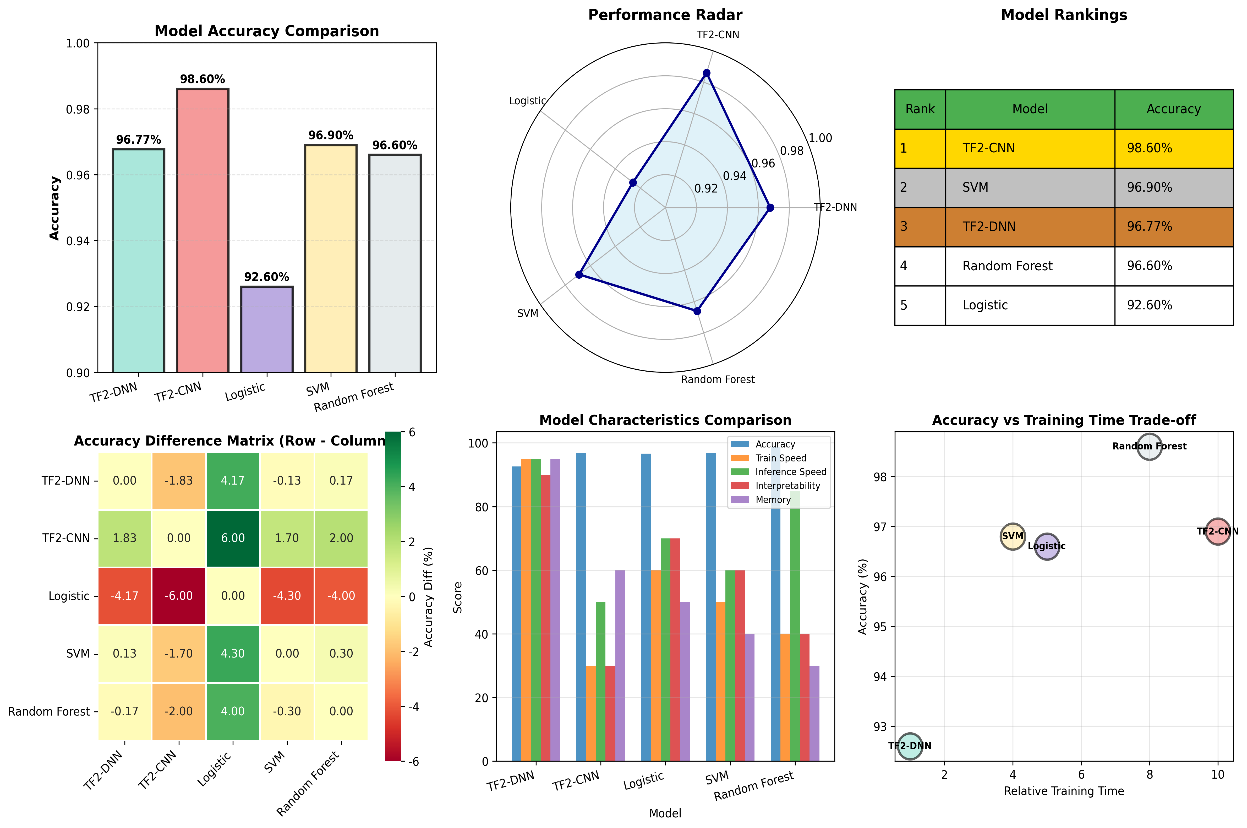 Model Accuracy Comparison
Accuracy
1.00
0.98
0.96
0.94
0.92
0.90
96.77%
98.60%
92.60%
96.90%
96.60%
TF2-DNN
TF2-CNN
Logistic
SVM
Random Forest
Performance Radar
TF2-CNN
Logistic
SVM
Random Forest
TF2-DNN
0.92
0.94
0.96
0.98
1.00
Model Rankings
Rank Model Accuracy
1 TF2-CNN 98.60%
2 SVM 96.90%
3 TF2-DNN 96.77%
4 Random Forest 96.60%
5 Logistic 92.60%
Accuracy Difference Matrix (Row - Column
TF2-DNN 0.00 -1.83 4.17 -0.13 0.17
TF2-CNN 1.83 0.00 6.00 1.70 2.00
Logistic -4.17 -6.00 0.00 -4.30 -4.00
SVM 0.13 -1.70 4.30 0.00 0.30
Random Forest -0.17 -2.00 4.00 -0.30 0.00
TF2-DNN
TF2-CNN
Logistic
SVM
Random Forest
6
4
2
0
-2
-4
-6
Accuracy Diff (%)
Model Characteristics Comparison
Score
100
80
60
40
20
0
Accuracy
Train Speed
Inference Speed
Interpretability
Memory
TF2-DNN
TF2-CNN
Logistic
SVM
Random Forest
Model
Accuracy vs Training Time Trade-off
Accuracy (%)
98
97
96
95
94
93
Random Forest
TF2-CNN
SVM
Logistic
TF2-DNN
2
4
6
8
10
Relative Training Time